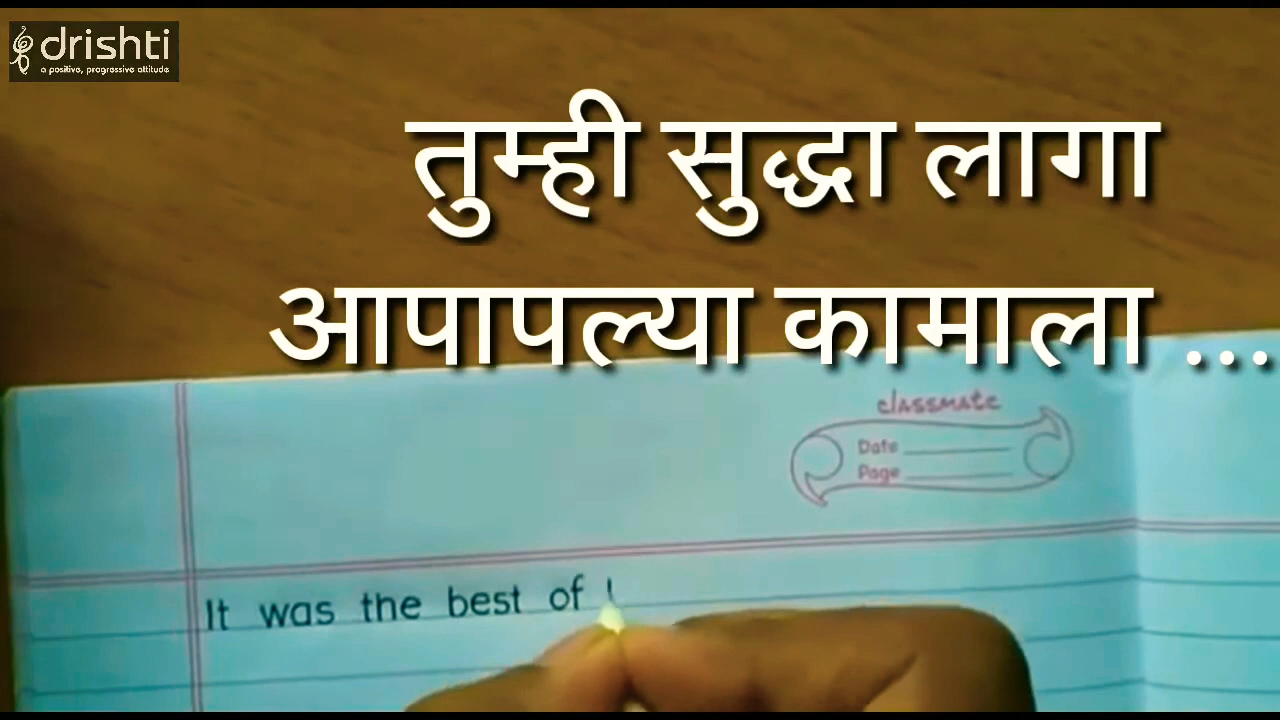 drishti
a positive, progressive attitude
तुम्ही सुद्धा लागा
आपापल्या कामाला ...
classmate
Date
Page
It was the best of